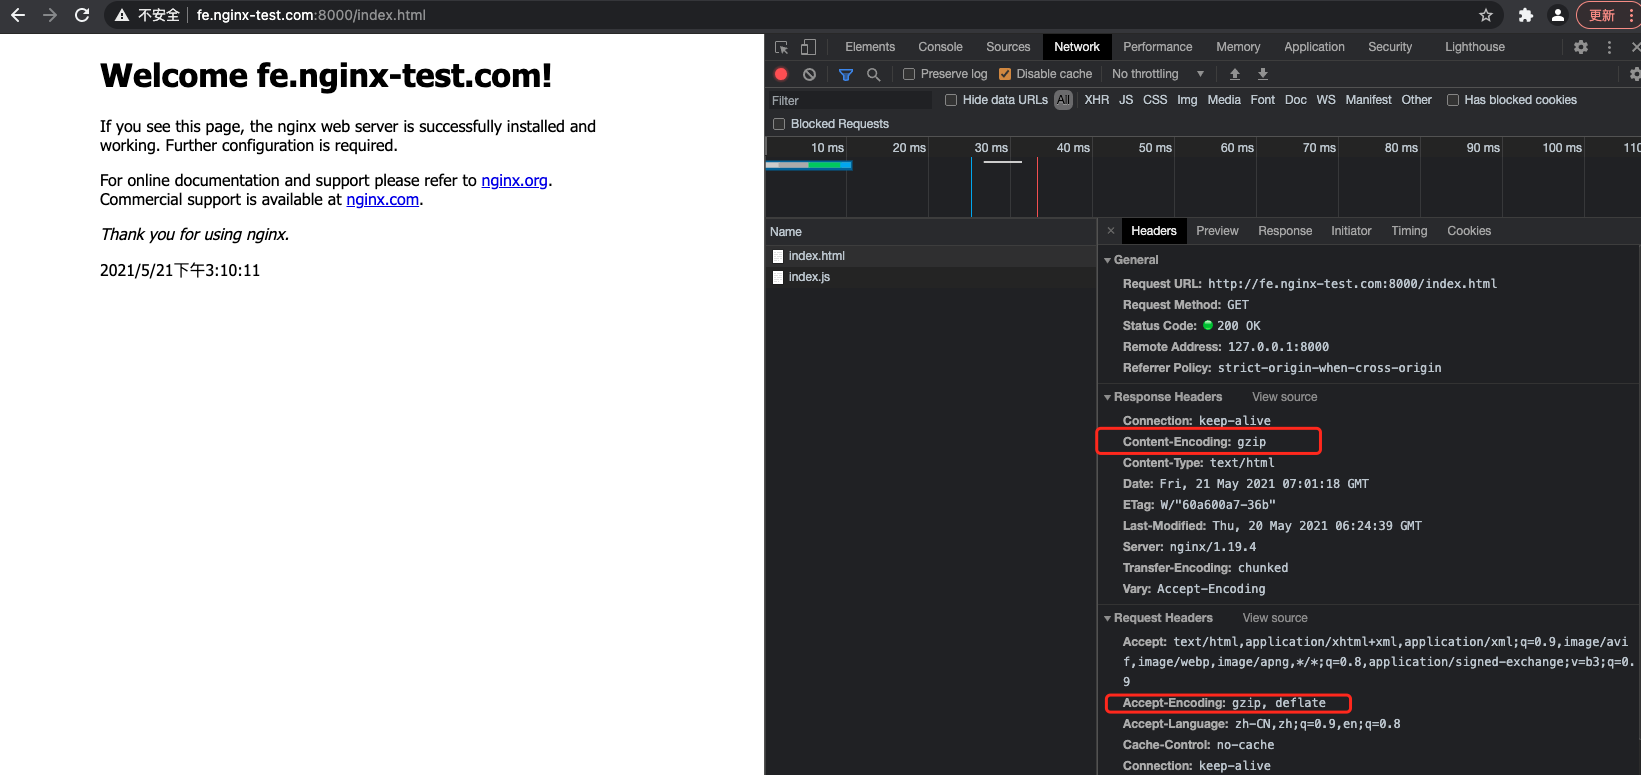 不安全 fe.nginx-test.com:8000/index.html 更新
Welcome fe.nginx-test.com!
If you see this page, the nginx web server is successfully installed and
working. Further configuration is required.
For online documentation and support please refer to nginx.org.
Commercial support is available at nginx.com.
Thank you for using nginx.
2021/5/21下午3:10:11
Elements Console Sources Network Performance Memory Application Security Lighthouse
Preserve log Disable cache No throttling
Filter Hide data URLs All XHR JS CSS Img Media Font Doc WS Manifest Other Has blocked cookies
Blocked Requests
10 ms 20 ms 30 ms 40 ms 50 ms 60 ms 70 ms 80 ms 90 ms 100 ms 110
Name
index.html
index.js
Headers Preview Response Initiator Timing Cookies
General
Request URL: http://fe.nginx-test.com:8000/index.html
Request Method: GET
Status Code: 200 OK
Remote Address: 127.0.0.1:8000
Referrer Policy: strict-origin-when-cross-origin
Response Headers View source
Connection: keep-alive
Content-Encoding: gzip
Content-Type: text/html
Date: Fri, 21 May 2021 07:01:18 GMT
ETag: W/"60a600a7-36b"
Last-Modified: Thu, 20 May 2021 06:24:39 GMT
Server: nginx/1.19.4
Transfer-Encoding: chunked
Vary: Accept-Encoding
Request Headers View source
Accept: text/html,application/xhtml+xml,application/xml;q=0.9,image/avi
f,image/webp,image/apng,*/*;q=0.8,application/signed-exchange;v=b3;q=0.
9
Accept-Encoding: gzip, deflate
Accept-Language: zh-CN,zh;q=0.9,en;q=0.8
Cache-Control: no-cache
Connection: keep-alive